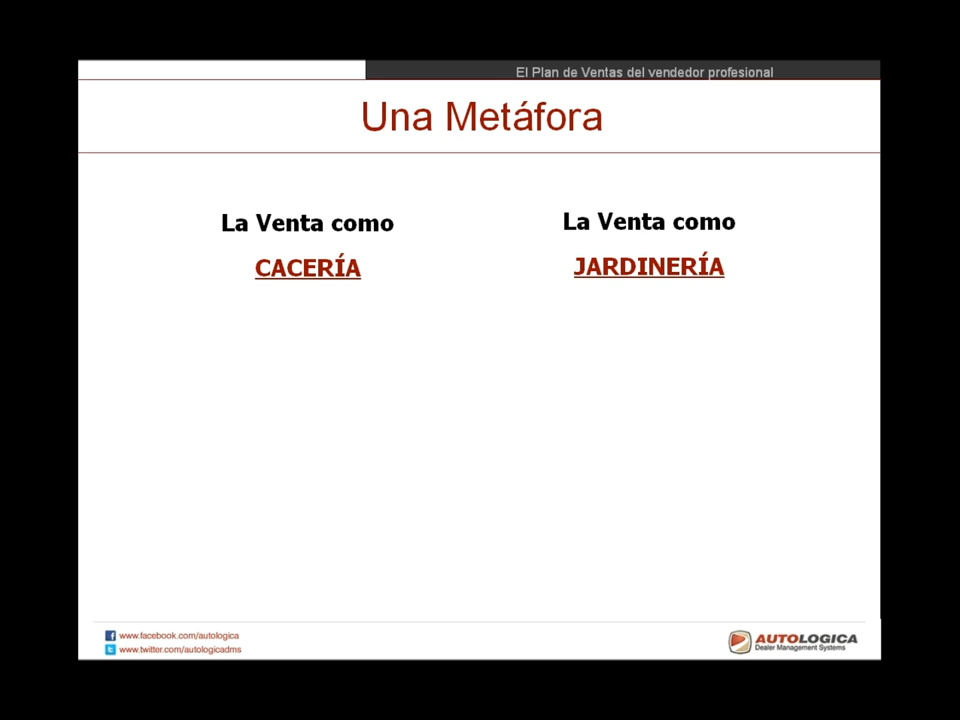 El Plan de Ventas del vendedor profesional
Una Metáfora
La Venta como
CACERÍA
La Venta como
JARDINERÍA
www.facebook.com/autologica
www.twitter.com/autologicadms
AUTOLOGICA
Dealer Management Systems